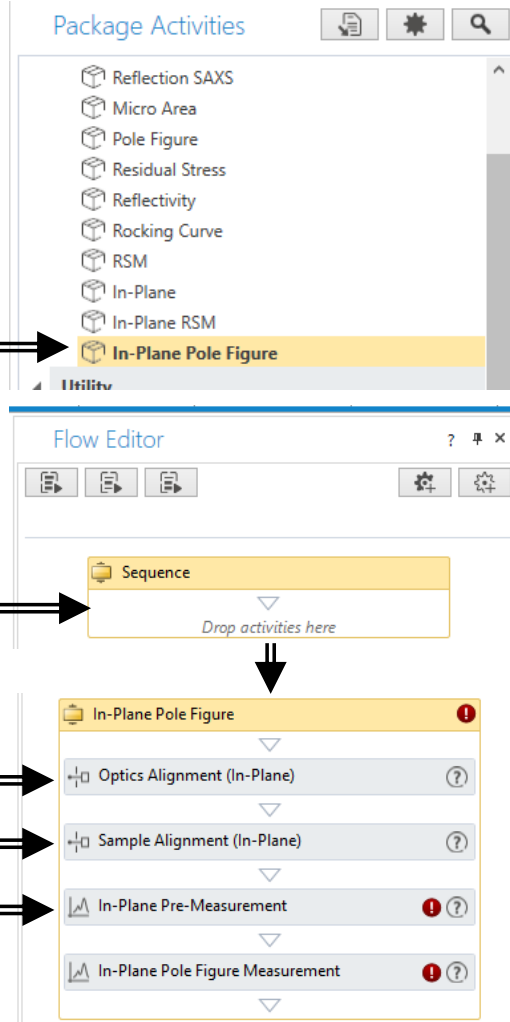 Package Activities
Reflection SAXS
Micro Area
Pole Figure
Residual Stress
Reflectivity
Rocking Curve
RSM
In-Plane
In-Plane RSM
In-Plane Pole Figure
Utility
Flow Editor
?
Sequence
Drop activities here
In-Plane Pole Figure
!
Optics Alignment (In-Plane)
?
Sample Alignment (In-Plane)
?
In-Plane Pre-Measurement
! ?
In-Plane Pole Figure Measurement
! ?